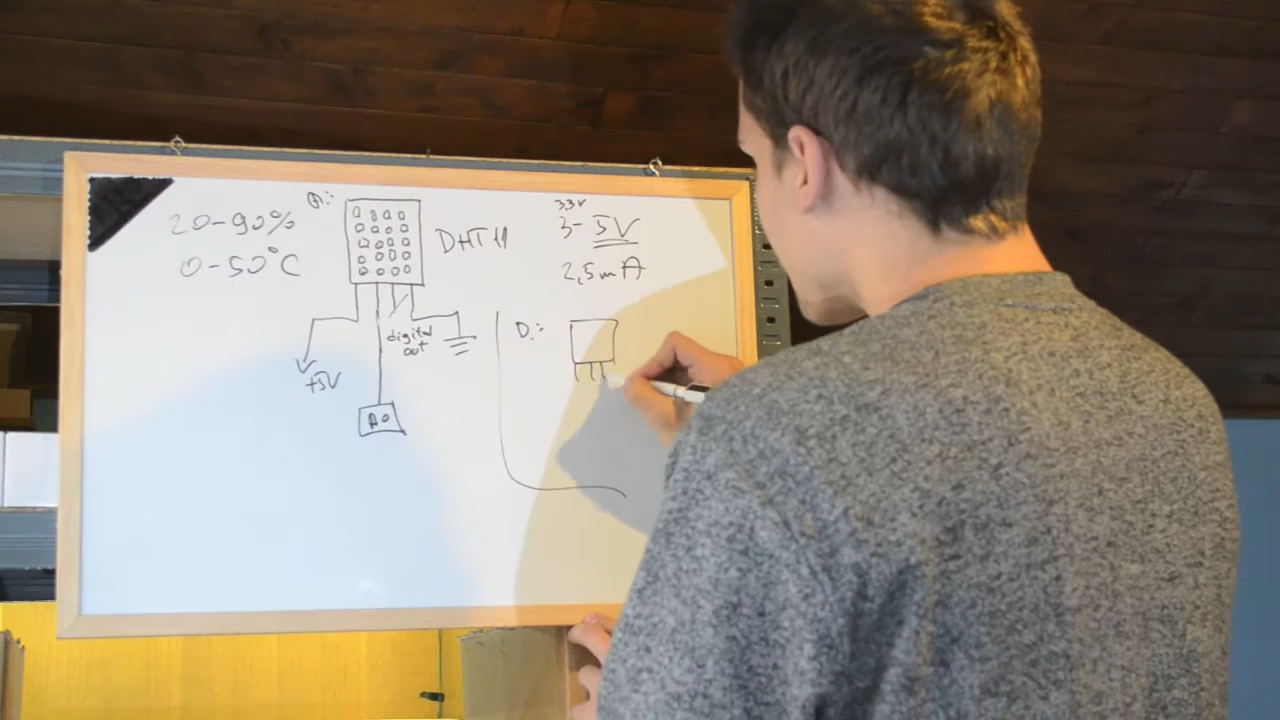 20-90%
0-50°C
A:
DHT11
+5V
digital
out
A0
3.3V
3-5V
2,5mA
D: